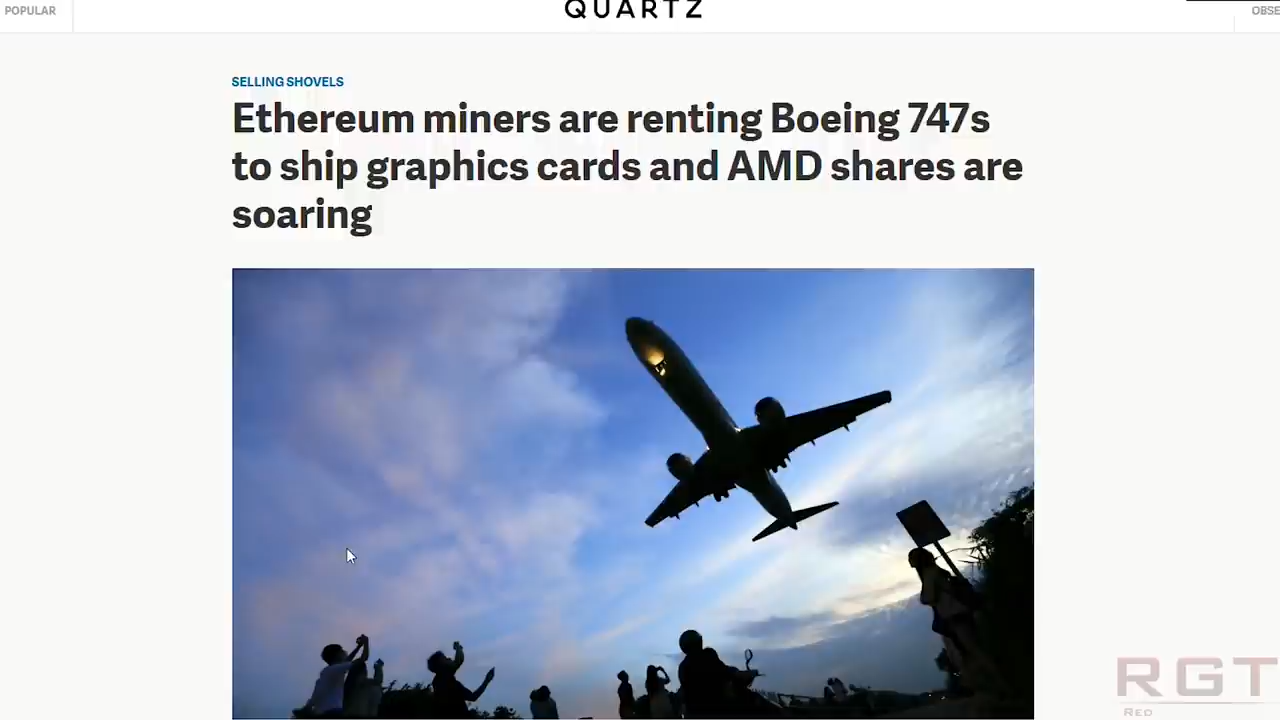 POPULAR
QUARTZ
OBSE
SELLING SHOVELS
Ethereum miners are renting Boeing 747s
to ship graphics cards and AMD shares are
soaring
RGT
RED